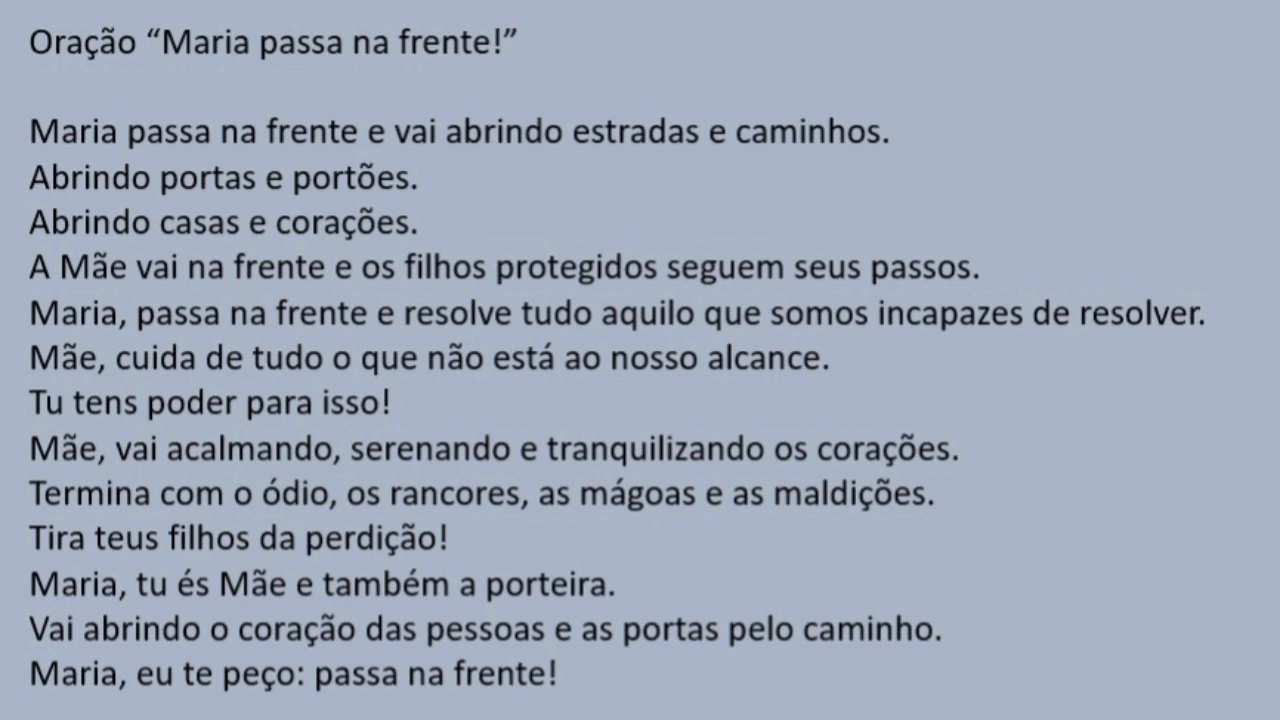 Oração “Maria passa na frente!”
Maria passa na frente e vai abrindo estradas e caminhos.
Abrindo portas e portões.
Abrindo casas e corações.
A Mãe vai na frente e os filhos protegidos seguem seus passos.
Maria, passa na frente e resolve tudo aquilo que somos incapazes de resolver.
Mãe, cuida de tudo o que não está ao nosso alcance.
Tu tens poder para isso!
Mãe, vai acalmando, serenando e tranquilizando os corações.
Termina com o ódio, os rancores, as mágoas e as maldições.
Tira teus filhos da perdição!
Maria, tu és Mãe e também a porteira.
Vai abrindo o coração das pessoas e as portas pelo caminho.
Maria, eu te peço: passa na frente!